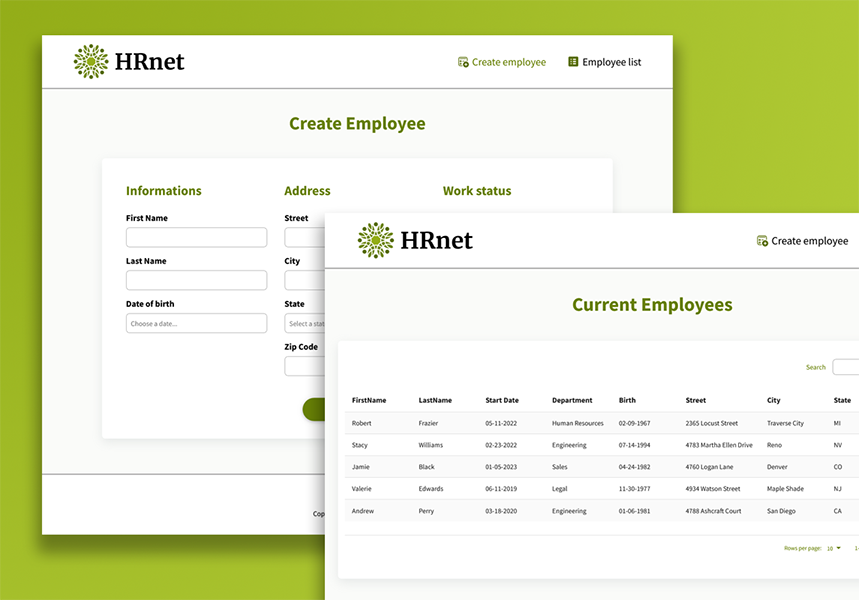 HRnet
Create employee
Employee list
Create Employee
Informations
Address
Work status
First Name
Street
Last Name
City
Date of birth
State
Choose a date...
Select a stat
Zip Code
Cop
HRnet
Create employee
Current Employees
Search
FirstName LastName Start Date Department Birth Street City State
Robert Frazier 05-11-2022 Human Resources 02-09-1967 2365 Locust Street Traverse City MI
Stacy Williams 02-23-2022 Engineering 07-14-1994 4783 Martha Ellen Drive Reno NV
Jamie Black 01-05-2023 Sales 04-24-1982 4760 Logan Lane Denver CO
Valerie Edwards 06-11-2019 Legal 11-30-1977 4934 Watson Street Maple Shade NJ
Andrew Perry 03-18-2020 Engineering 01-06-1981 4788 Ashcraft Court San Diego CA
Rows per page: 10 1-